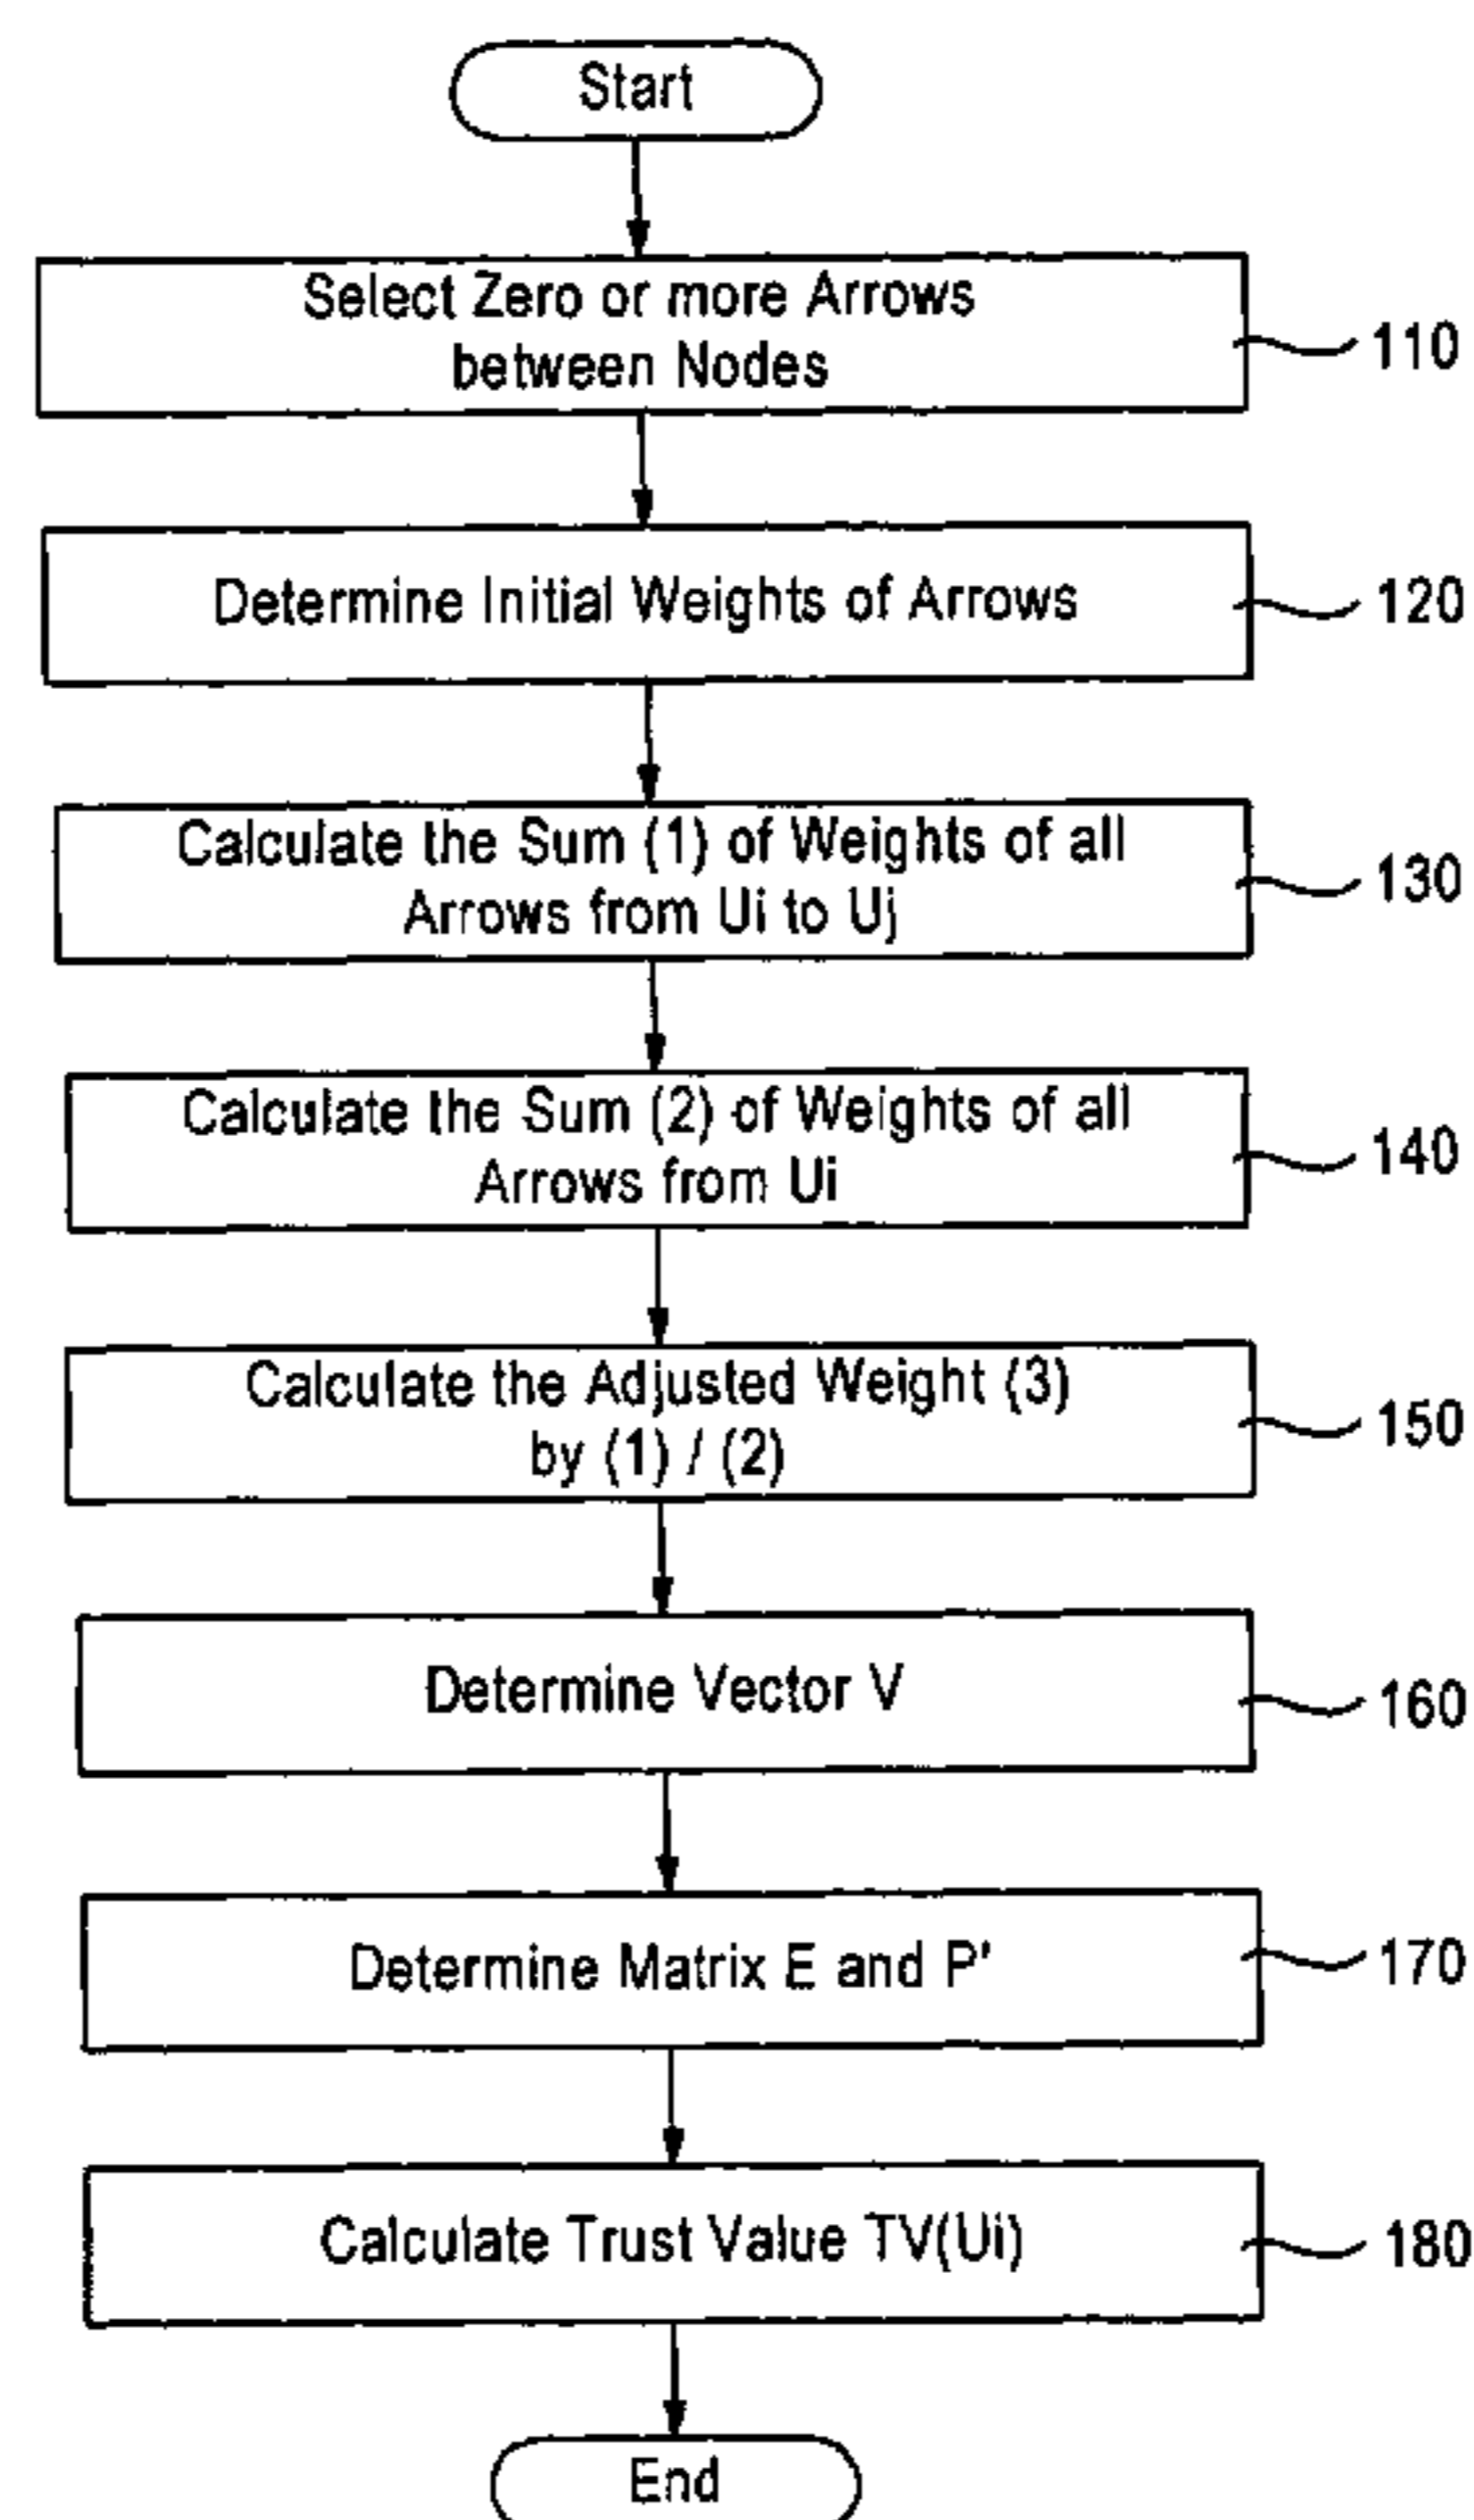 Start
Select Zero or more Arrows
between Nodes
110
Determine Initial Weights of Arrows
120
Calculate the Sum (1) of Weights of all
Arrows from Ui to Uj
130
Calculate the Sum (2) of Weights of all
Arrows from Ui
140
Calculate the Adjusted Weight (3)
by (1) / (2)
150
Determine Vector V
160
Determine Matrix E and P'
170
Calculate Trust Value TV(Ui)
180
End